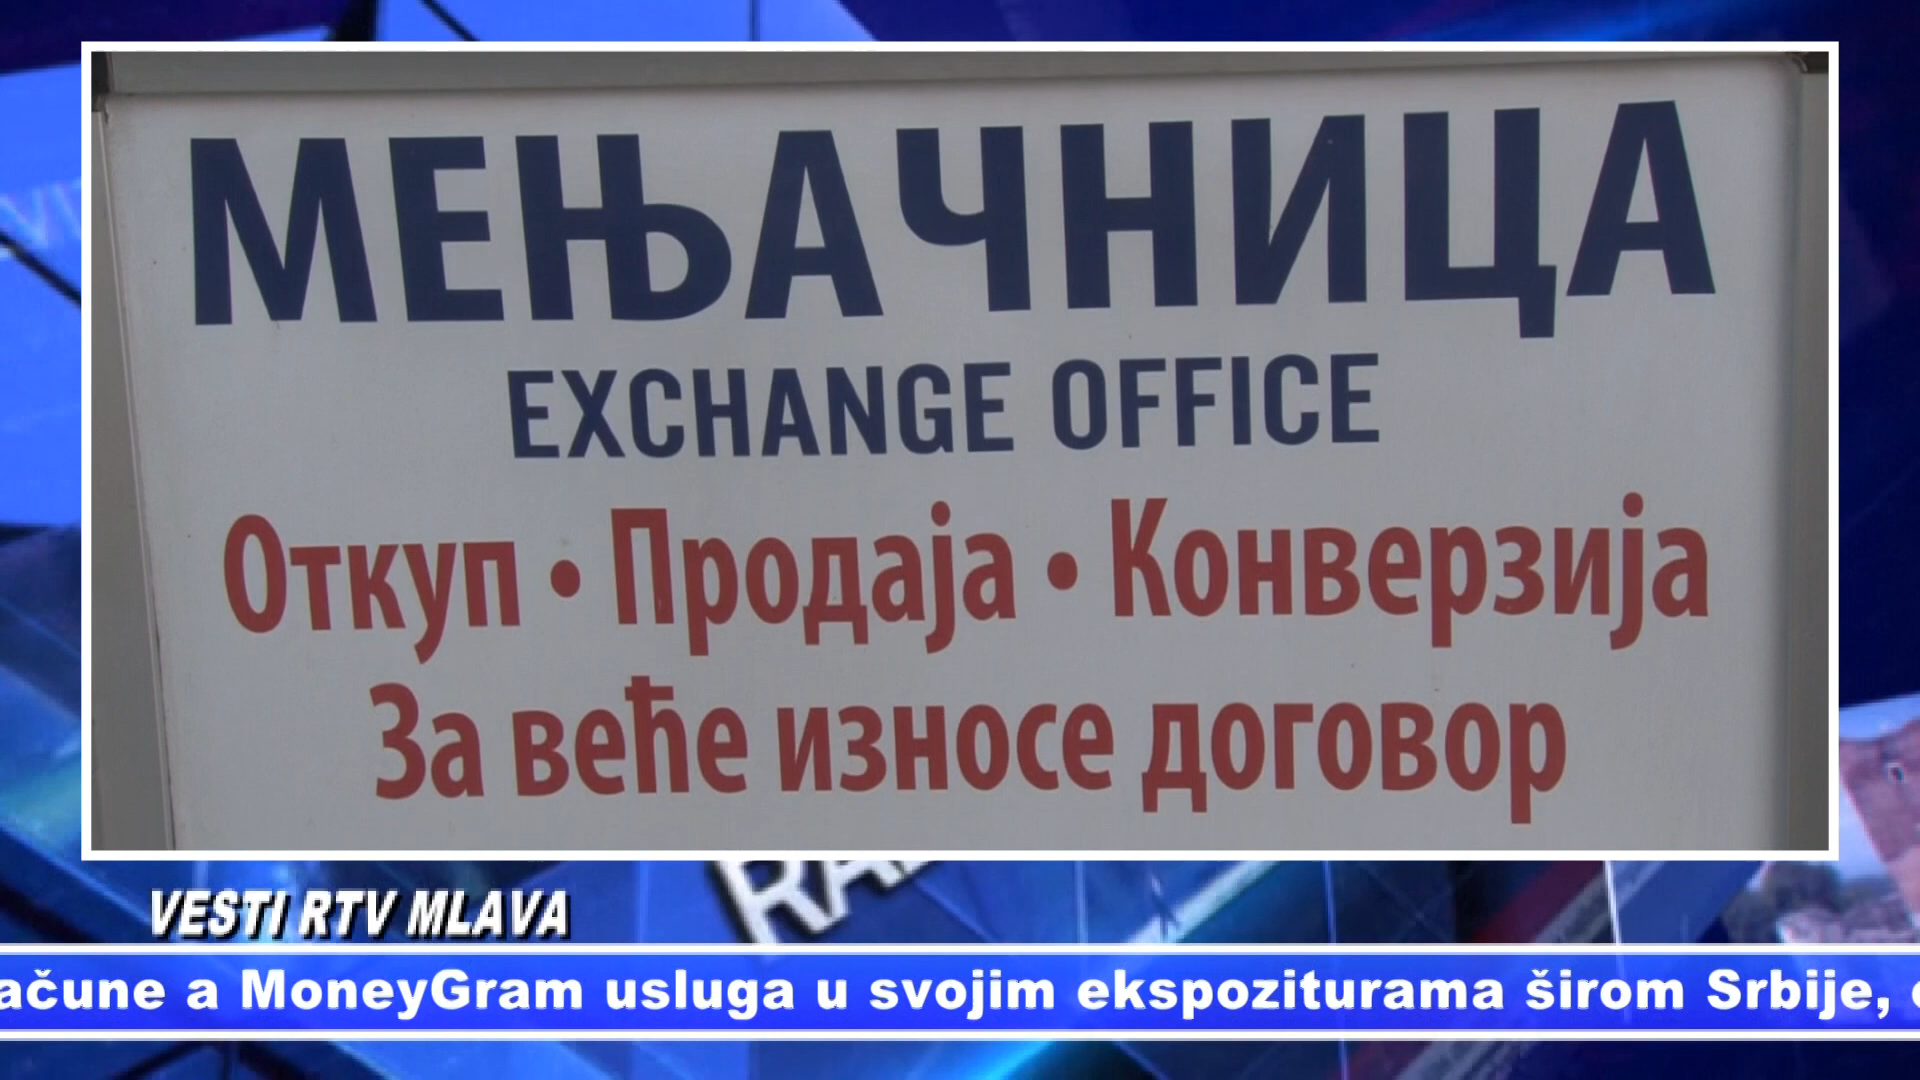 МЕЊАЧНИЦА
EXCHANGE OFFICE
Откуп • Продаја • Конверзија
За веће износе договор
VESTI RTV MLAVA
a MoneyGram usluga u svojim ekspoziturama širom Srbije,